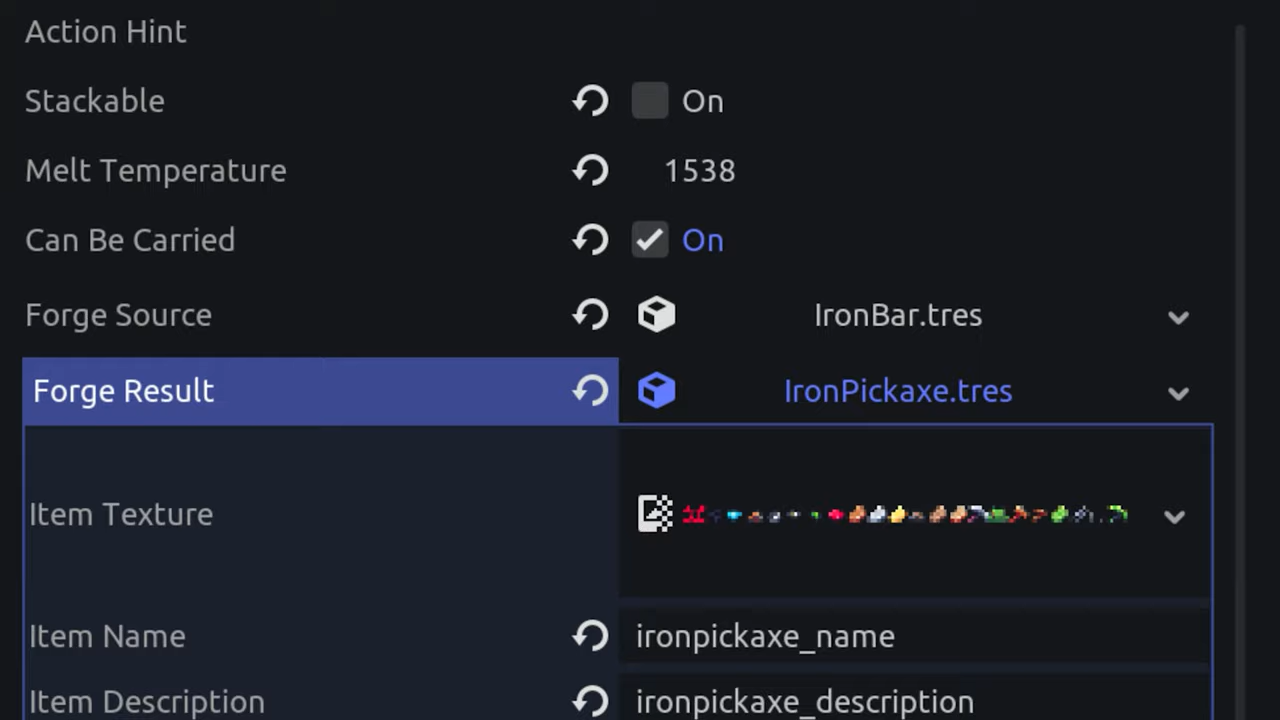 Action Hint
Stackable On
Melt Temperature 1538
Can Be Carried On
Forge Source IronBar.tres
Forge Result IronPickaxe.tres
Item Texture
Item Name ironpickaxe_name
Item Description ironpickaxe_description